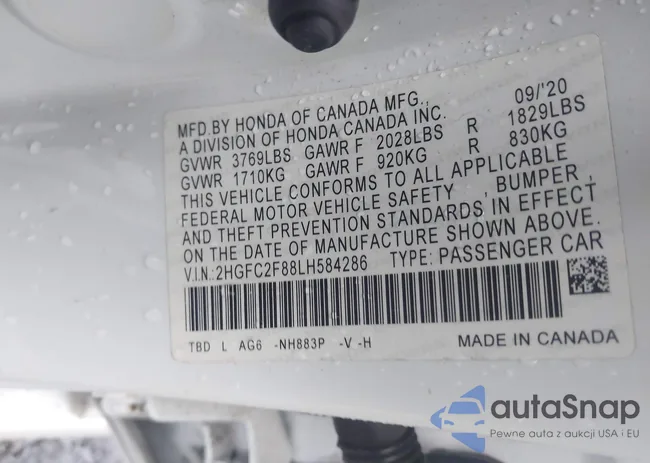 MFD.BY HONDA OF CANADA MFG., 09/'20
A DIVISION OF HONDA CANADA INC.
GVWR 3769LBS GAWR F 2028LBS R 1829LBS
GVWR 1710KG GAWR F 920KG R 830KG
THIS VEHICLE CONFORMS TO ALL APPLICABLE
FEDERAL MOTOR VEHICLE SAFETY , BUMPER ,
AND THEFT PREVENTION STANDARDS IN EFFECT
ON THE DATE OF MANUFACTURE SHOWN ABOVE.
V.I.N.:2HGFC2F88LH584286 TYPE: PASSENGER CAR
TBD L AG6 -NH883P -V -H MADE IN CANADA
autaSnap
Pewne auta z aukcji USA i EU